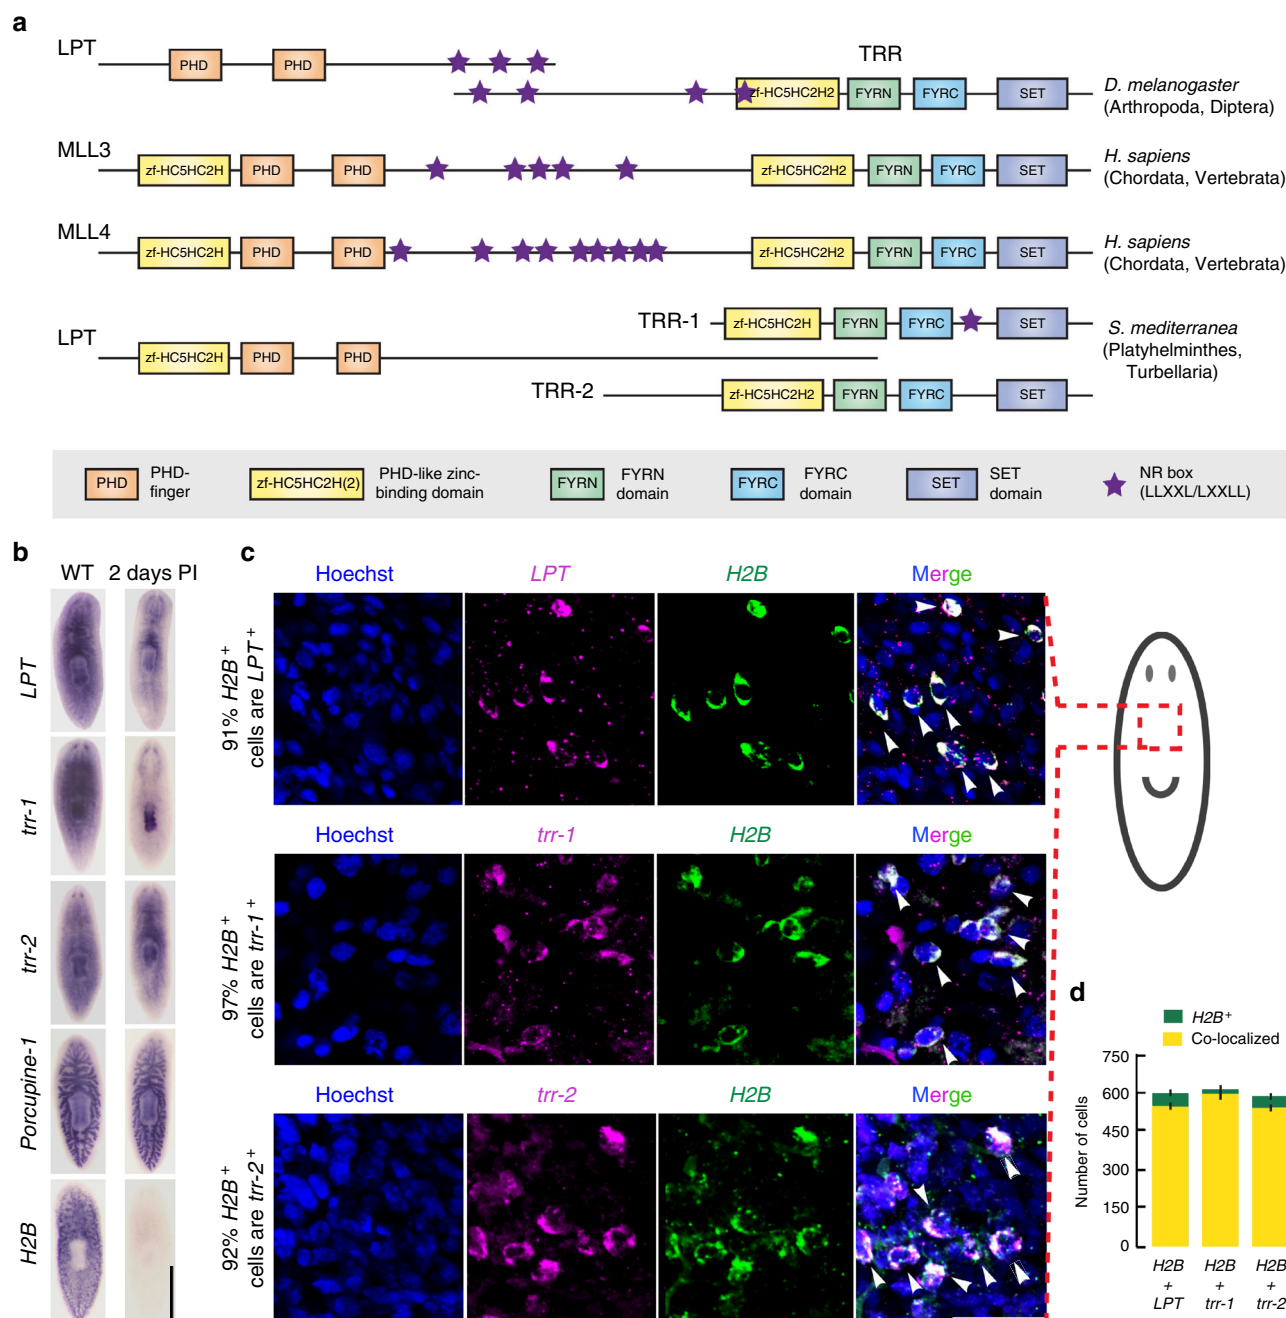 a
LPT
PHD
PHD
TRR
zf-HC5HC2H2
FYRN
FYRC
SET
D. melanogaster
(Arthropoda, Diptera)
MLL3
zf-HC5HC2H
PHD
PHD
zf-HC5HC2H2
FYRN
FYRC
SET
H. sapiens
(Chordata, Vertebrata)
MLL4
zf-HC5HC2H
PHD
PHD
zf-HC5HC2H2
FYRN
FYRC
SET
H. sapiens
(Chordata, Vertebrata)
TRR-1
zf-HC5HC2H
FYRN
FYRC
SET
LPT
zf-HC5HC2H
PHD
PHD
S. mediterranea
(Platyhelminthes,
Turbellaria)
TRR-2
zf-HC5HC2H2
FYRN
FYRC
SET
PHD
PHD-
finger
zf-HC5HC2H(2)
PHD-like zinc-
binding domain
FYRN
FYRN
domain
FYRC
FYRC
domain
SET
SET
domain
NR box
(LLXXL/LXXLL)
b
WT
2 days PI
LPT
trr-1
trr-2
Porcupine-1
H2B
c
Hoechst
LPT
H2B
Merge
91% H2B+
cells are LPT+
Hoechst
trr-1
H2B
Merge
97% H2B+
cells are trr-1+
Hoechst
trr-2
H2B
Merge
92% H2B+
cells are trr-2+
d
H2B+
Co-localized
Number of cells
750
600
450
300
150
0
H2B
+
LPT
H2B
+
trr-1
H2B
+
trr-2